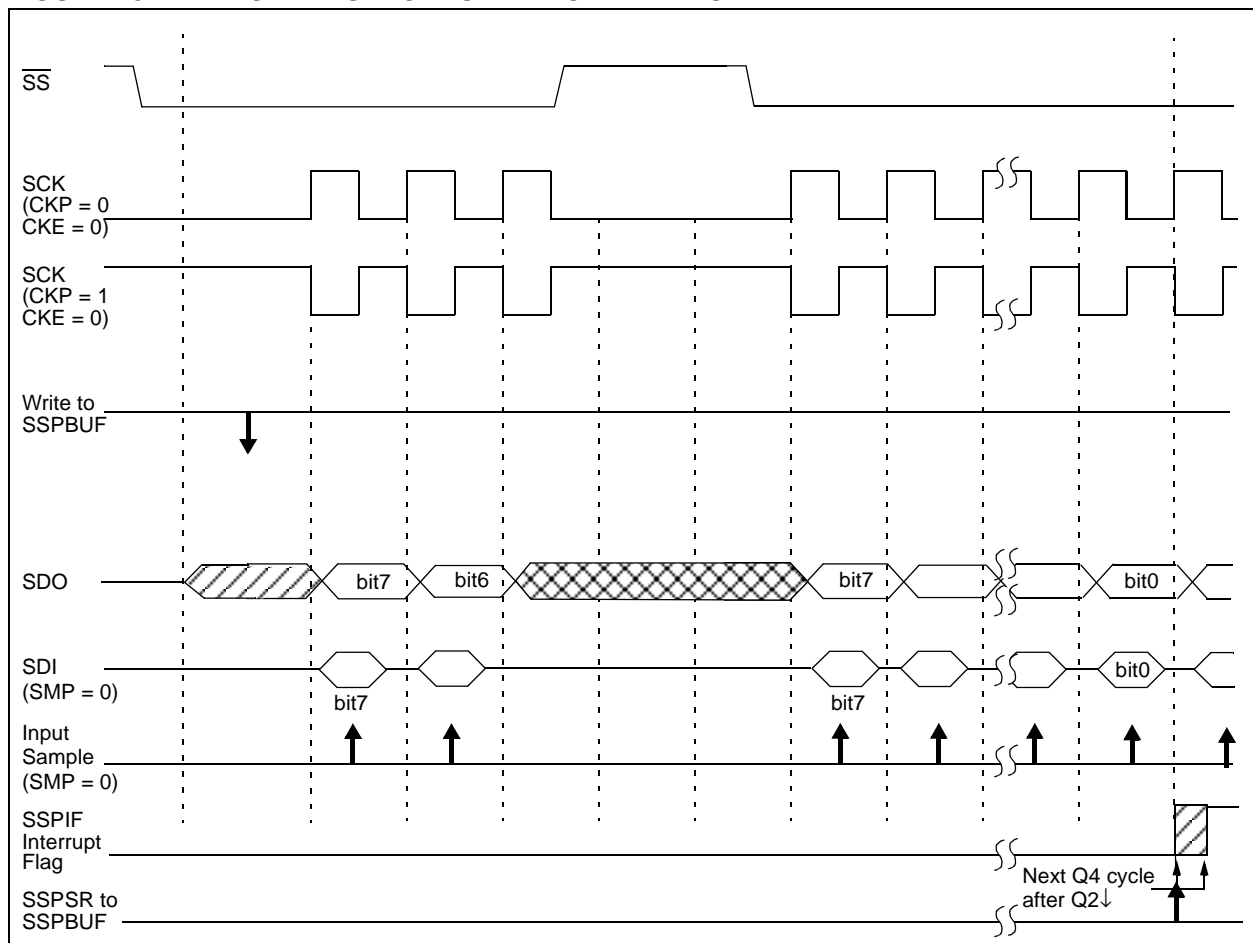 SS
SCK
(CKP = 0
CKE = 0)
SCK
(CKP = 1
CKE = 0)
Write to
SSPBUF
SDO
bit7
bit6
bit7
bit0
SDI
(SMP = 0)
bit7
bit7
bit0
Input
Sample
(SMP = 0)
SSPIF
Interrupt
Flag
Next Q4 cycle
after Q2↓
SSPSR to
SSPBUF